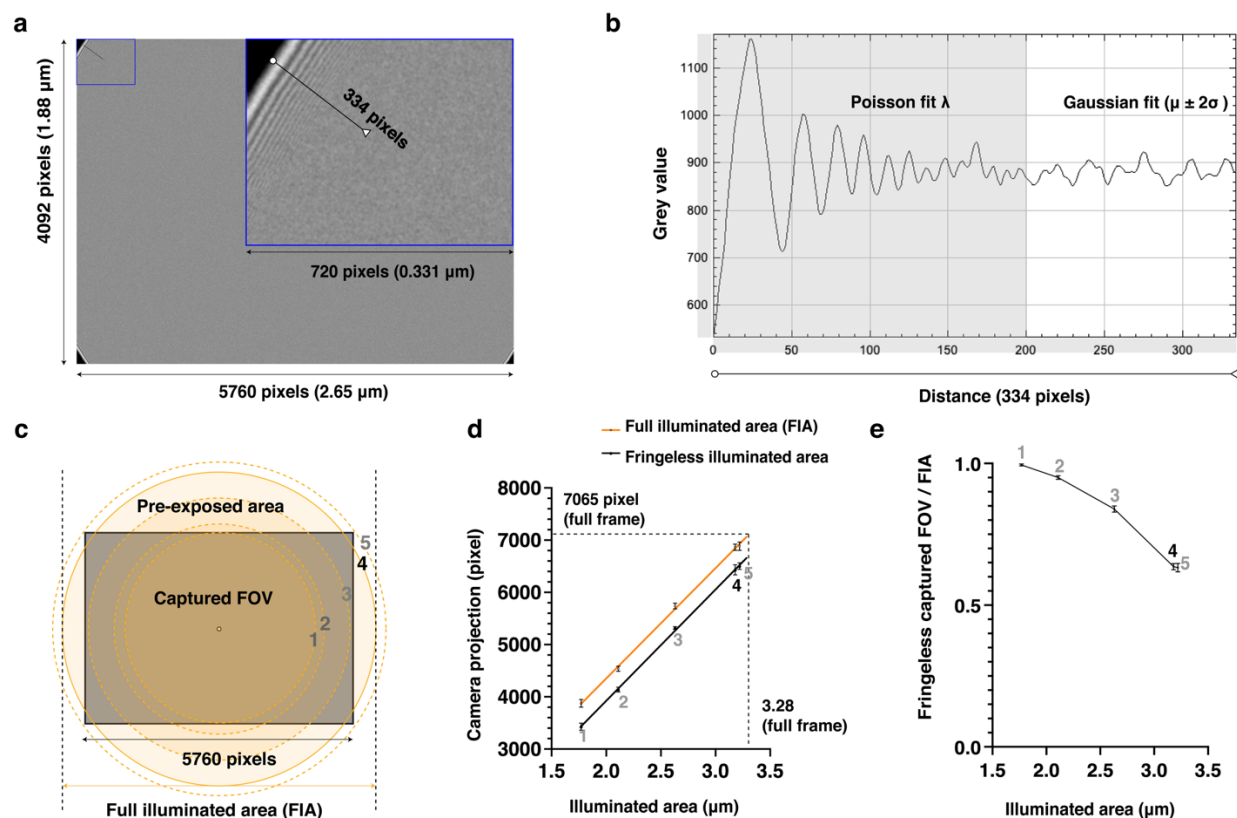 a
4092 pixels (1.88 µm)
334 pixels
720 pixels (0.331 µm)
5760 pixels (2.65 µm)
b
Grey value
1100
1000
900
800
700
600
Poisson fit λ
Gaussian fit (µ ± 2σ )
0
50
100
150
200
250
300
Distance (334 pixels)
c
Pre-exposed area
Captured FOV
1
2
3
4
5
5760 pixels
Full illuminated area (FIA)
d
Full illuminated area (FIA)
Fringeless illuminated area
Camera projection (pixel)
8000
7000
6000
5000
4000
3000
7065 pixel
(full frame)
3.28
(full frame)
1
2
3
4
5
1.5
2.0
2.5
3.0
3.5
Illuminated area (µm)
e
Fringeless captured FOV / FIA
1.0
0.5
0.0
1
2
3
4
5
1.5
2.0
2.5
3.0
3.5
Illuminated area (µm)